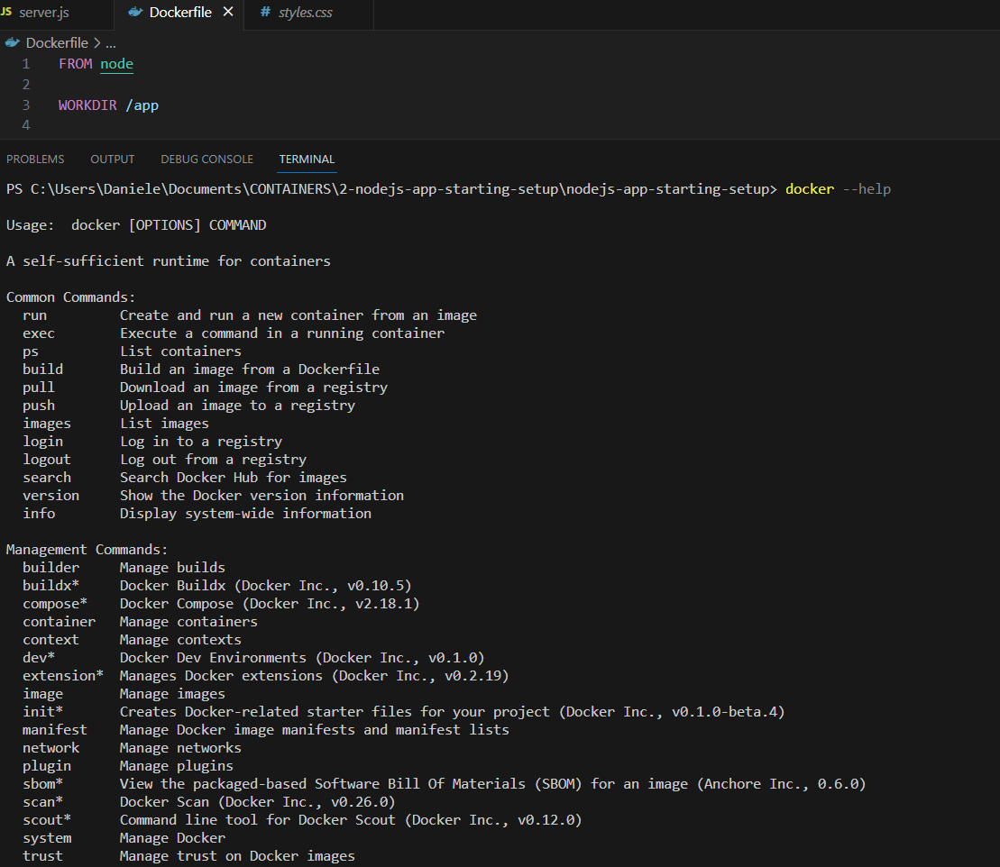 JS server.js Dockerfile × # styles.css
Dockerfile > ...
1 FROM node
2
3 WORKDIR /app
4
PROBLEMS OUTPUT DEBUG CONSOLE TERMINAL
PS C:\Users\Daniele\Documents\CONTAINERS\2-nodejs-app-starting-setup\nodejs-app-starting-setup> docker --help
Usage:  docker [OPTIONS] COMMAND
A self-sufficient runtime for containers
Common Commands:
  run         Create and run a new container from an image
  exec        Execute a command in a running container
  ps          List containers
  build       Build an image from a Dockerfile
  pull        Download an image from a registry
  push        Upload an image to a registry
  images      List images
  login       Log in to a registry
  logout      Log out from a registry
  search      Search Docker Hub for images
  version     Show the Docker version information
  info        Display system-wide information
Management Commands:
  builder     Manage builds
  buildx*     Docker Buildx (Docker Inc., v0.10.5)
  compose*    Docker Compose (Docker Inc., v2.18.1)
  container   Manage containers
  context     Manage contexts
  dev*        Docker Dev Environments (Docker Inc., v0.1.0)
  extension*  Manages Docker extensions (Docker Inc., v0.2.19)
  image       Manage images
  init*       Creates Docker-related starter files for your project (Docker Inc., v0.1.0-beta.4)
  manifest    Manage Docker image manifests and manifest lists
  network     Manage networks
  plugin      Manage plugins
  sbom*       View the packaged-based Software Bill Of Materials (SBOM) for an image (Anchore Inc., 0.6.0)
  scan*       Docker Scan (Docker Inc., v0.26.0)
  scout*      Command line tool for Docker Scout (Docker Inc., v0.12.0)
  system      Manage Docker
  trust       Manage trust on Docker images